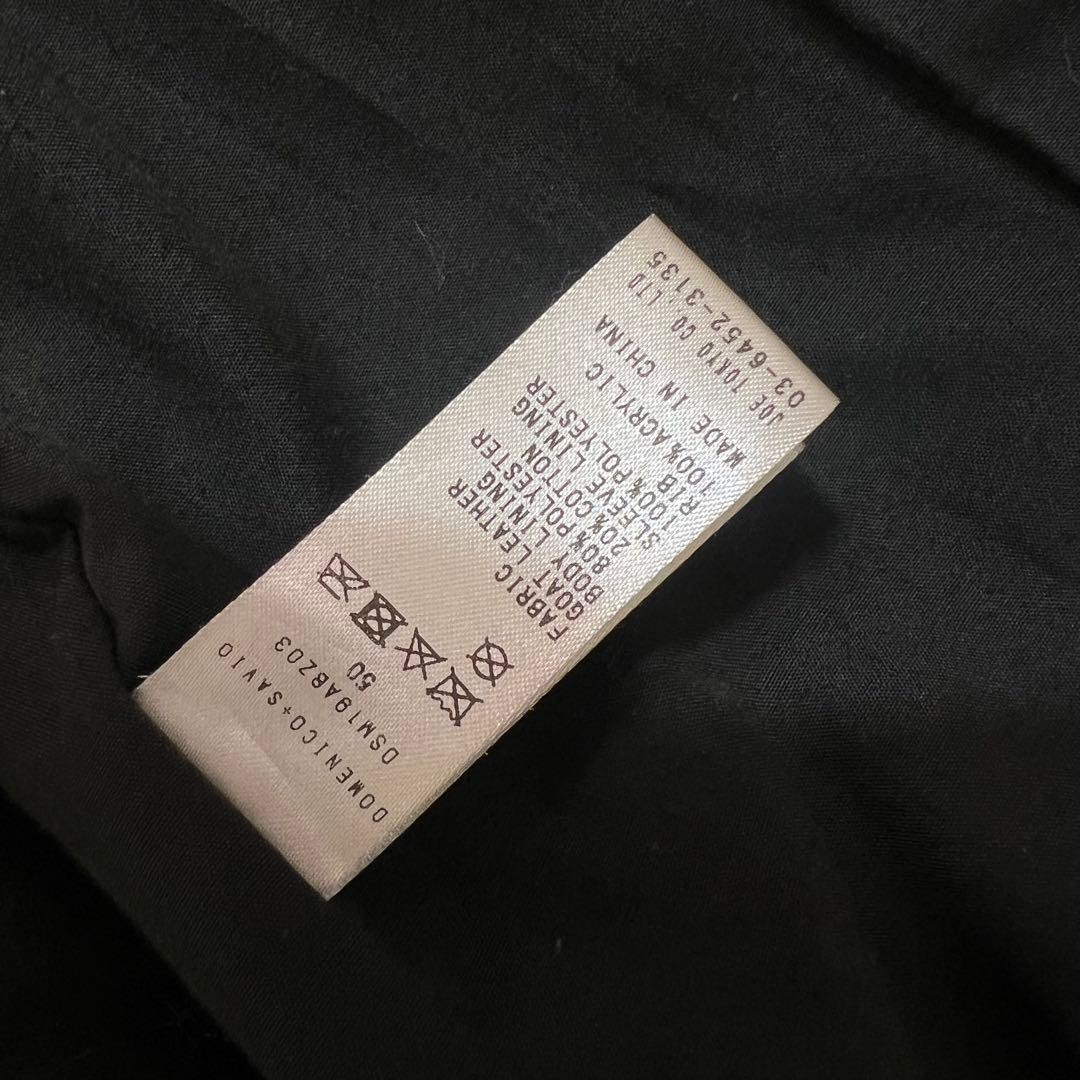 DOMENICO+SAVIO
DSM19ABZ03
50
FABRIC
GOAT LEATHER
BODY LINING
80%POLYESTER
20%COTTON
SLEEVE LINING
100%POLYESTER
RIB
100%ACRYLIC
MADE IN CHINA
JOE TOKYO CO.,LTD
03-6452-3135